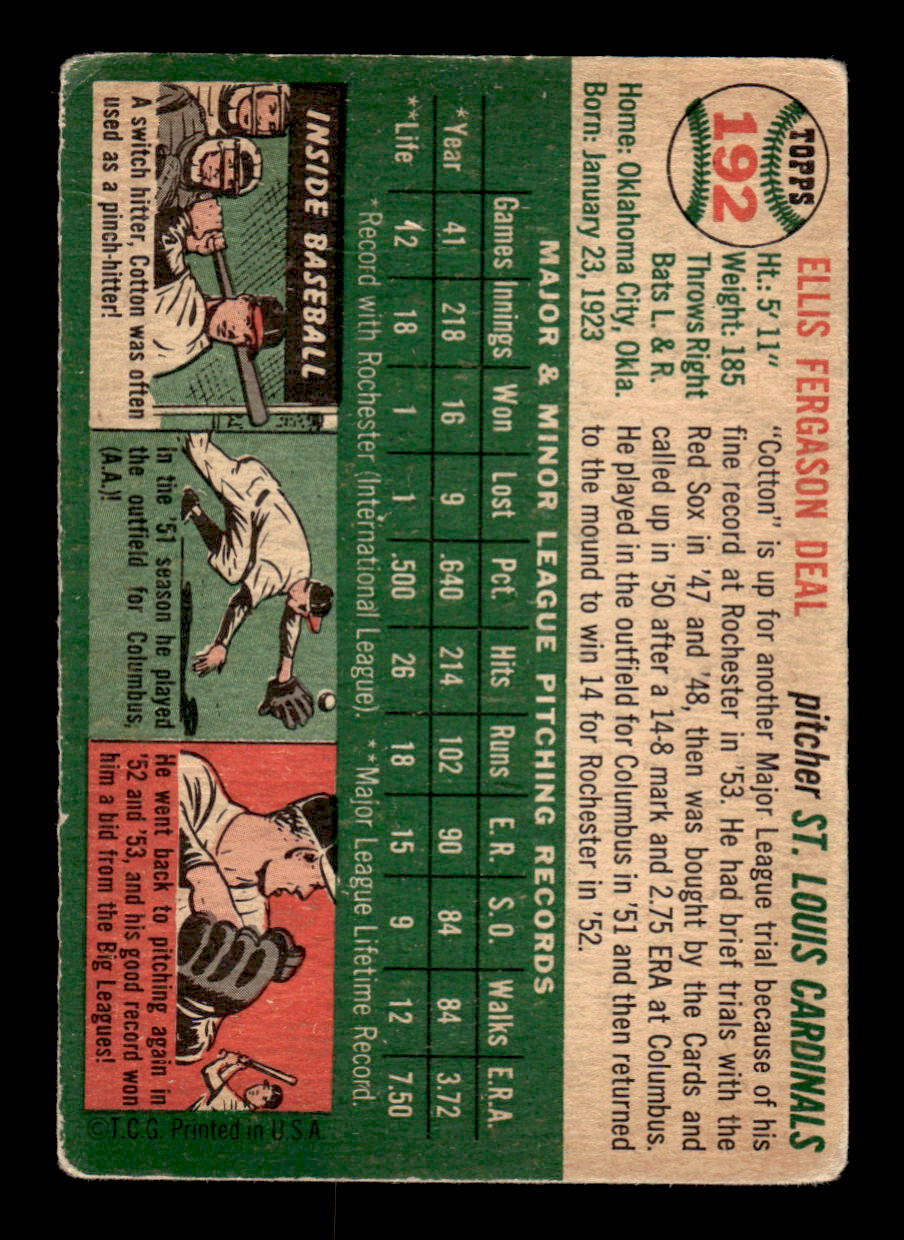 TOPPS
192
ELLIS FERGASON DEAL pitcher ST. LOUIS CARDINALS
Ht.: 5' 11"
Weight: 185
Throws Right
Bats L. & R.
Home: Oklahoma City, Okla.
Born: January 23, 1923
"Cotton" is up for another Major League trial because of his
fine record at Rochester in '53. He had brief trials with the
Red Sox in '47 and '48, then was bought by the Cards and
called up in '50 after a 14-8 mark and 2.75 ERA at Columbus.
He played in the outfield for Columbus in '51 and then returned
to the mound to win 14 for Rochester in '52.
MAJOR & MINOR LEAGUE PITCHING RECORDS
Games Innings Won Lost Pct. Hits Runs E.R. S.O. Walks E.R.A.
*Year 41 218 16 9 .640 214 102 90 84 84 3.72
**Life 12 18 1 1 .500 26 18 15 9 12 7.50
*Record with Rochester (International League). **Major League Lifetime Record.
INSIDE BASEBALL
A switch hitter, Cotton was often
used as a pinch-hitter!
In the '51 season he played
the outfield for Columbus,
(A.A.)!
He went back to pitching again in
'52 and '53, and his good record won
him a bid from the Big Leagues!
©T.C.G. Printed in U.S.A.